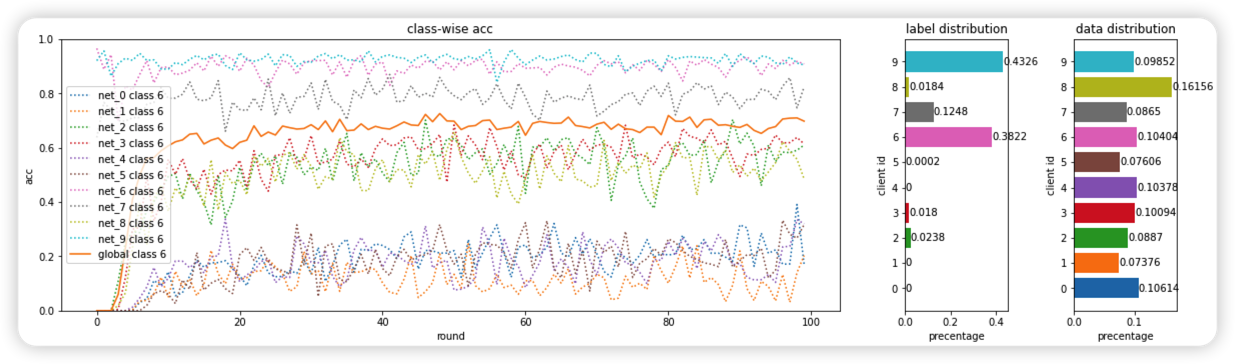 class-wise acc
1.0
0.8
0.6
0.4
0.2
0.0
acc
net_0 class 6
net_1 class 6
net_2 class 6
net_3 class 6
net_4 class 6
net_5 class 6
net_6 class 6
net_7 class 6
net_8 class 6
net_9 class 6
global class 6
0 20 40 60 80 100
round
label distribution
client id
9 0.4326
8 0.0184
7 0.1248
6 0.3822
5 0.0002
4 0
3 0.018
2 0.0238
1 0
0 0
0.0 0.2 0.4
precentage
data distribution
client id
9 0.09852
8 0.16156
7 0.0865
6 0.10404
5 0.07606
4 0.10378
3 0.10094
2 0.0887
1 0.07376
0 0.10614
0.0 0.1
precentage